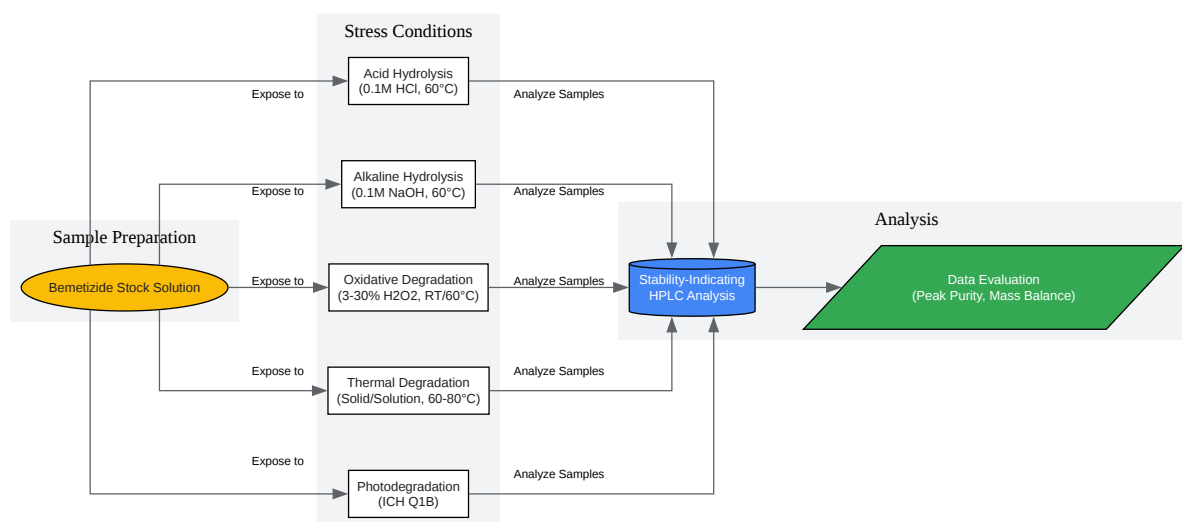 Stress Conditions
Acid Hydrolysis
(0.1M HCl, 60°C)
Expose to
Analyze Samples
Alkaline Hydrolysis
(0.1M NaOH, 60°C)
Expose to
Analyze Samples
Sample Preparation
Analysis
Bemetizide Stock Solution
Expose to
Oxidative Degradation
(3-30% H2O2, RT/60°C)
Analyze Samples
Stability-Indicating
HPLC Analysis
Data Evaluation
(Peak Purity, Mass Balance)
Expose to
Thermal Degradation
(Solid/Solution, 60-80°C)
Analyze Samples
Expose to
Photodegradation
(ICH Q1B)
Analyze Samples